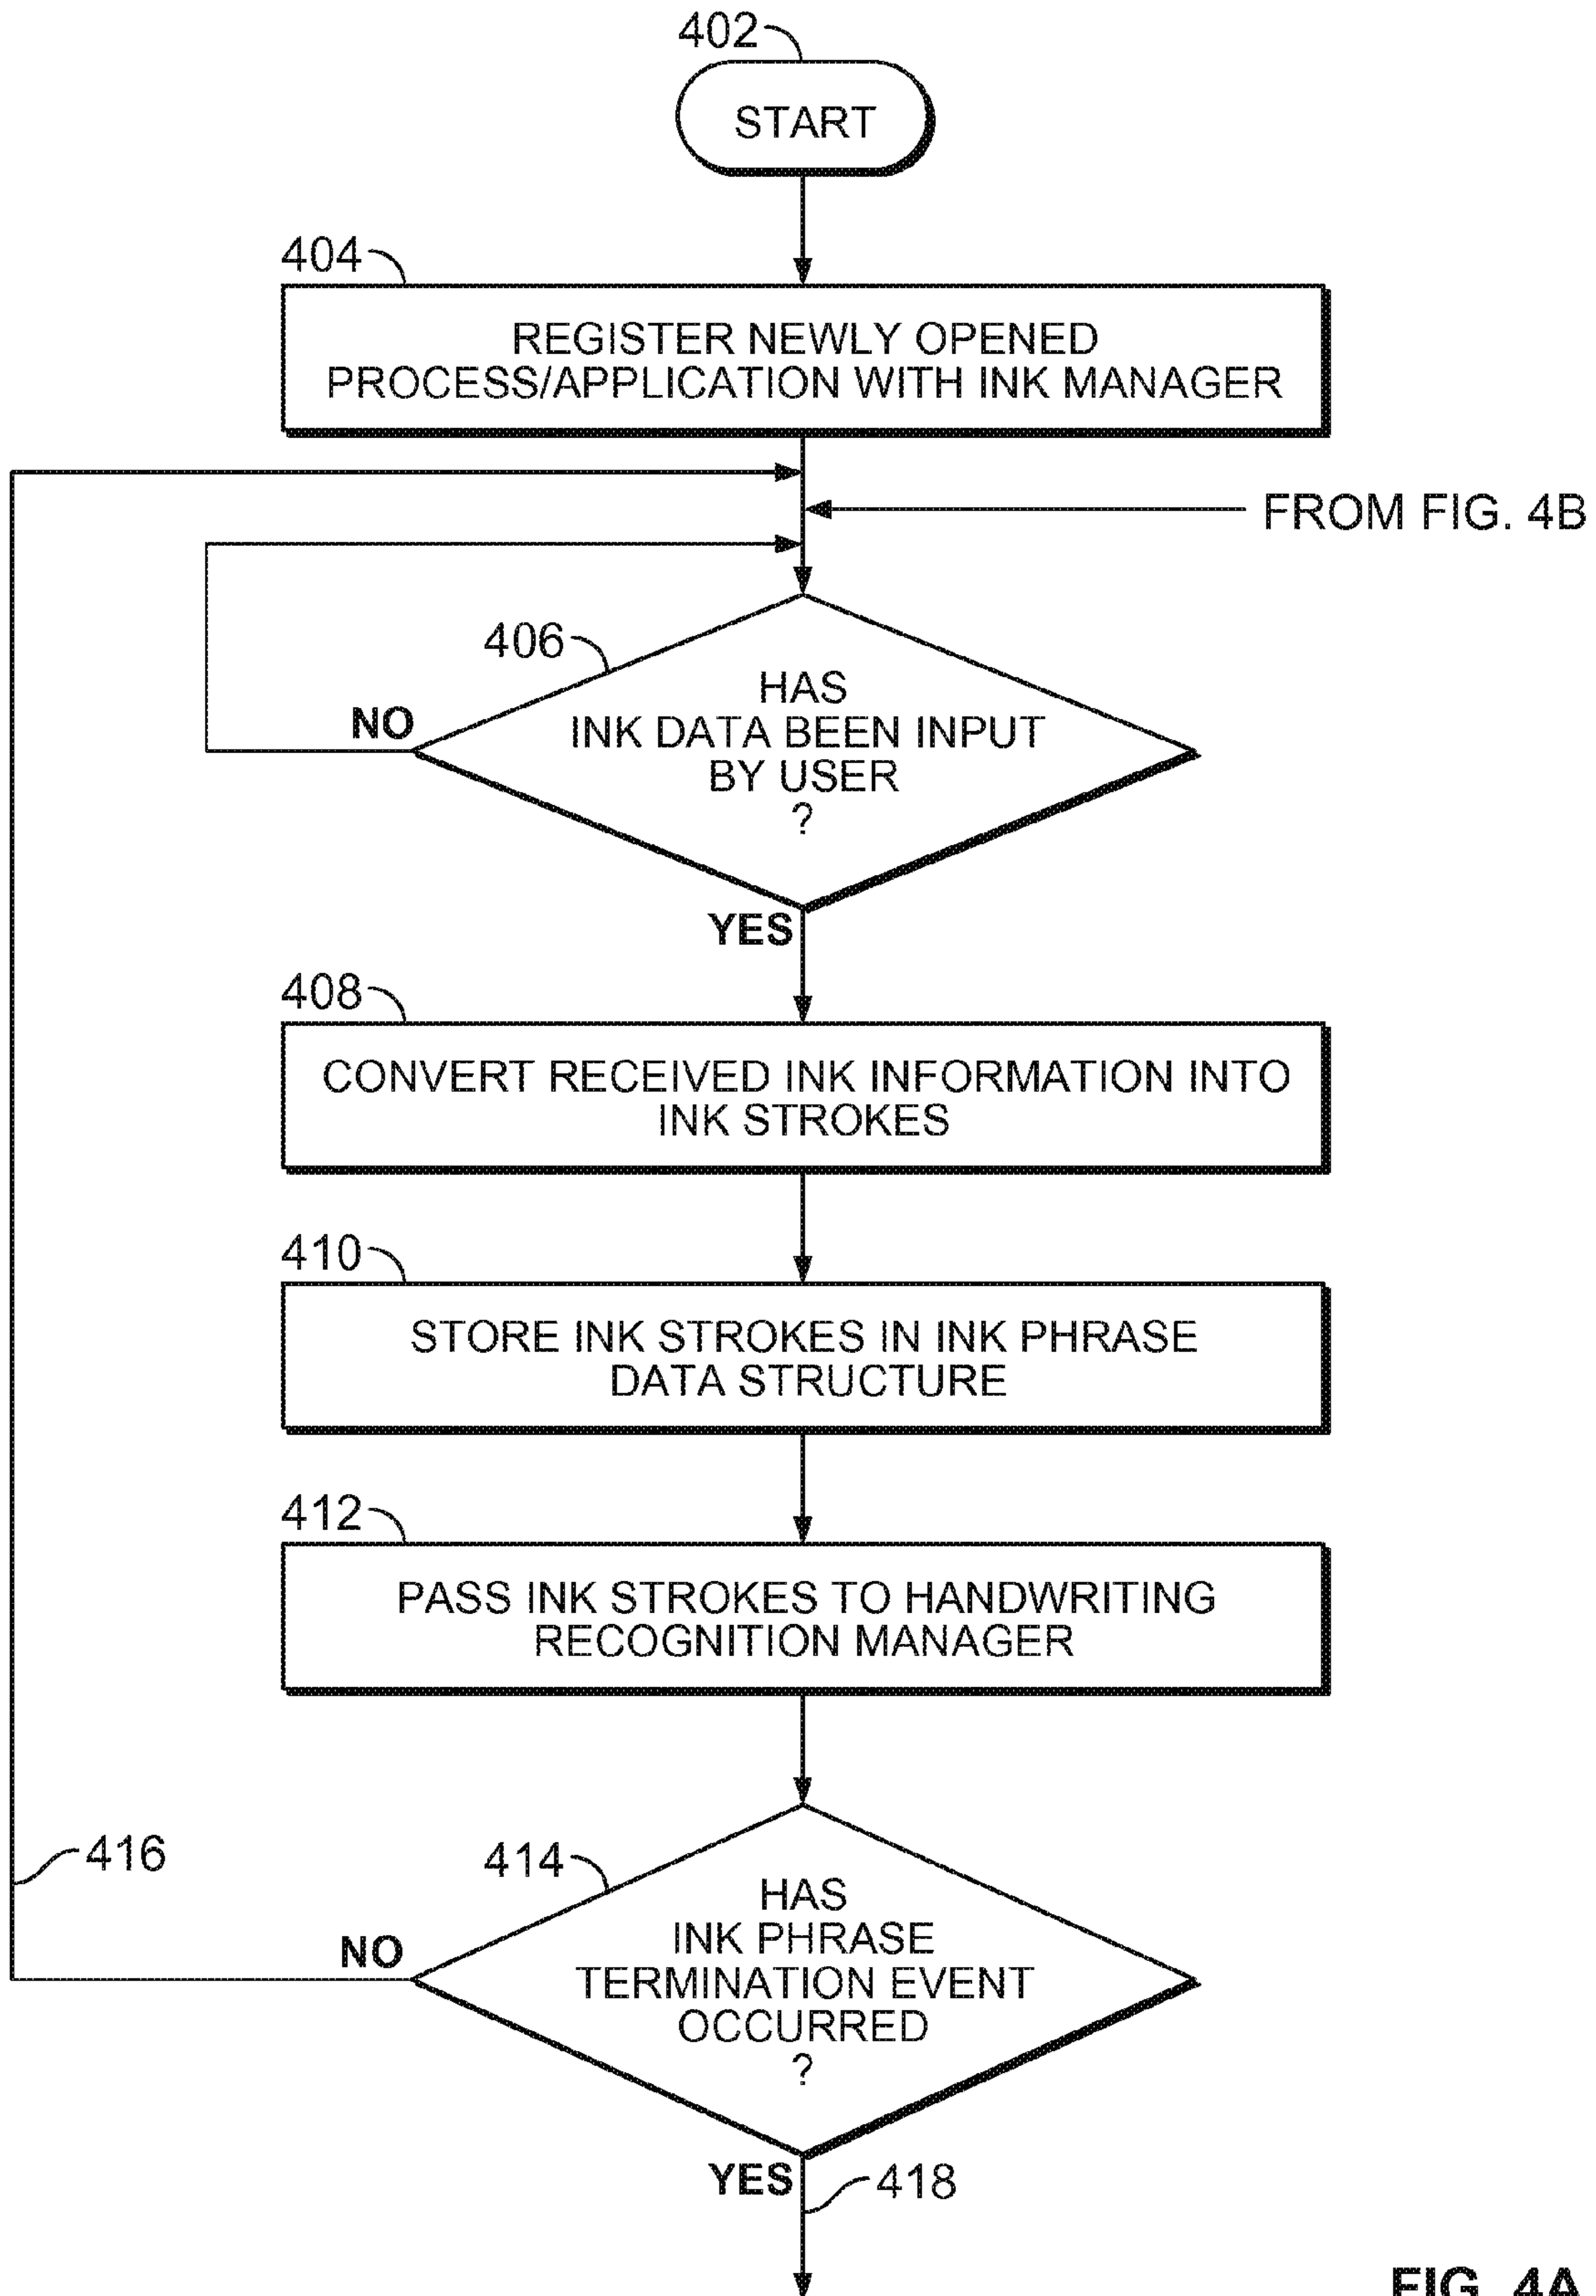 402
START
404
REGISTER NEWLY OPENED
PROCESS/APPLICATION WITH INK MANAGER
FROM FIG. 4B
406
HAS
INK DATA BEEN INPUT
BY USER
?
NO
YES
408
CONVERT RECEIVED INK INFORMATION INTO
INK STROKES
410
STORE INK STROKES IN INK PHRASE
DATA STRUCTURE
412
PASS INK STROKES TO HANDWRITING
RECOGNITION MANAGER
416
414
HAS
INK PHRASE
TERMINATION EVENT
OCCURRED
?
NO
YES
418
FIG. 4A